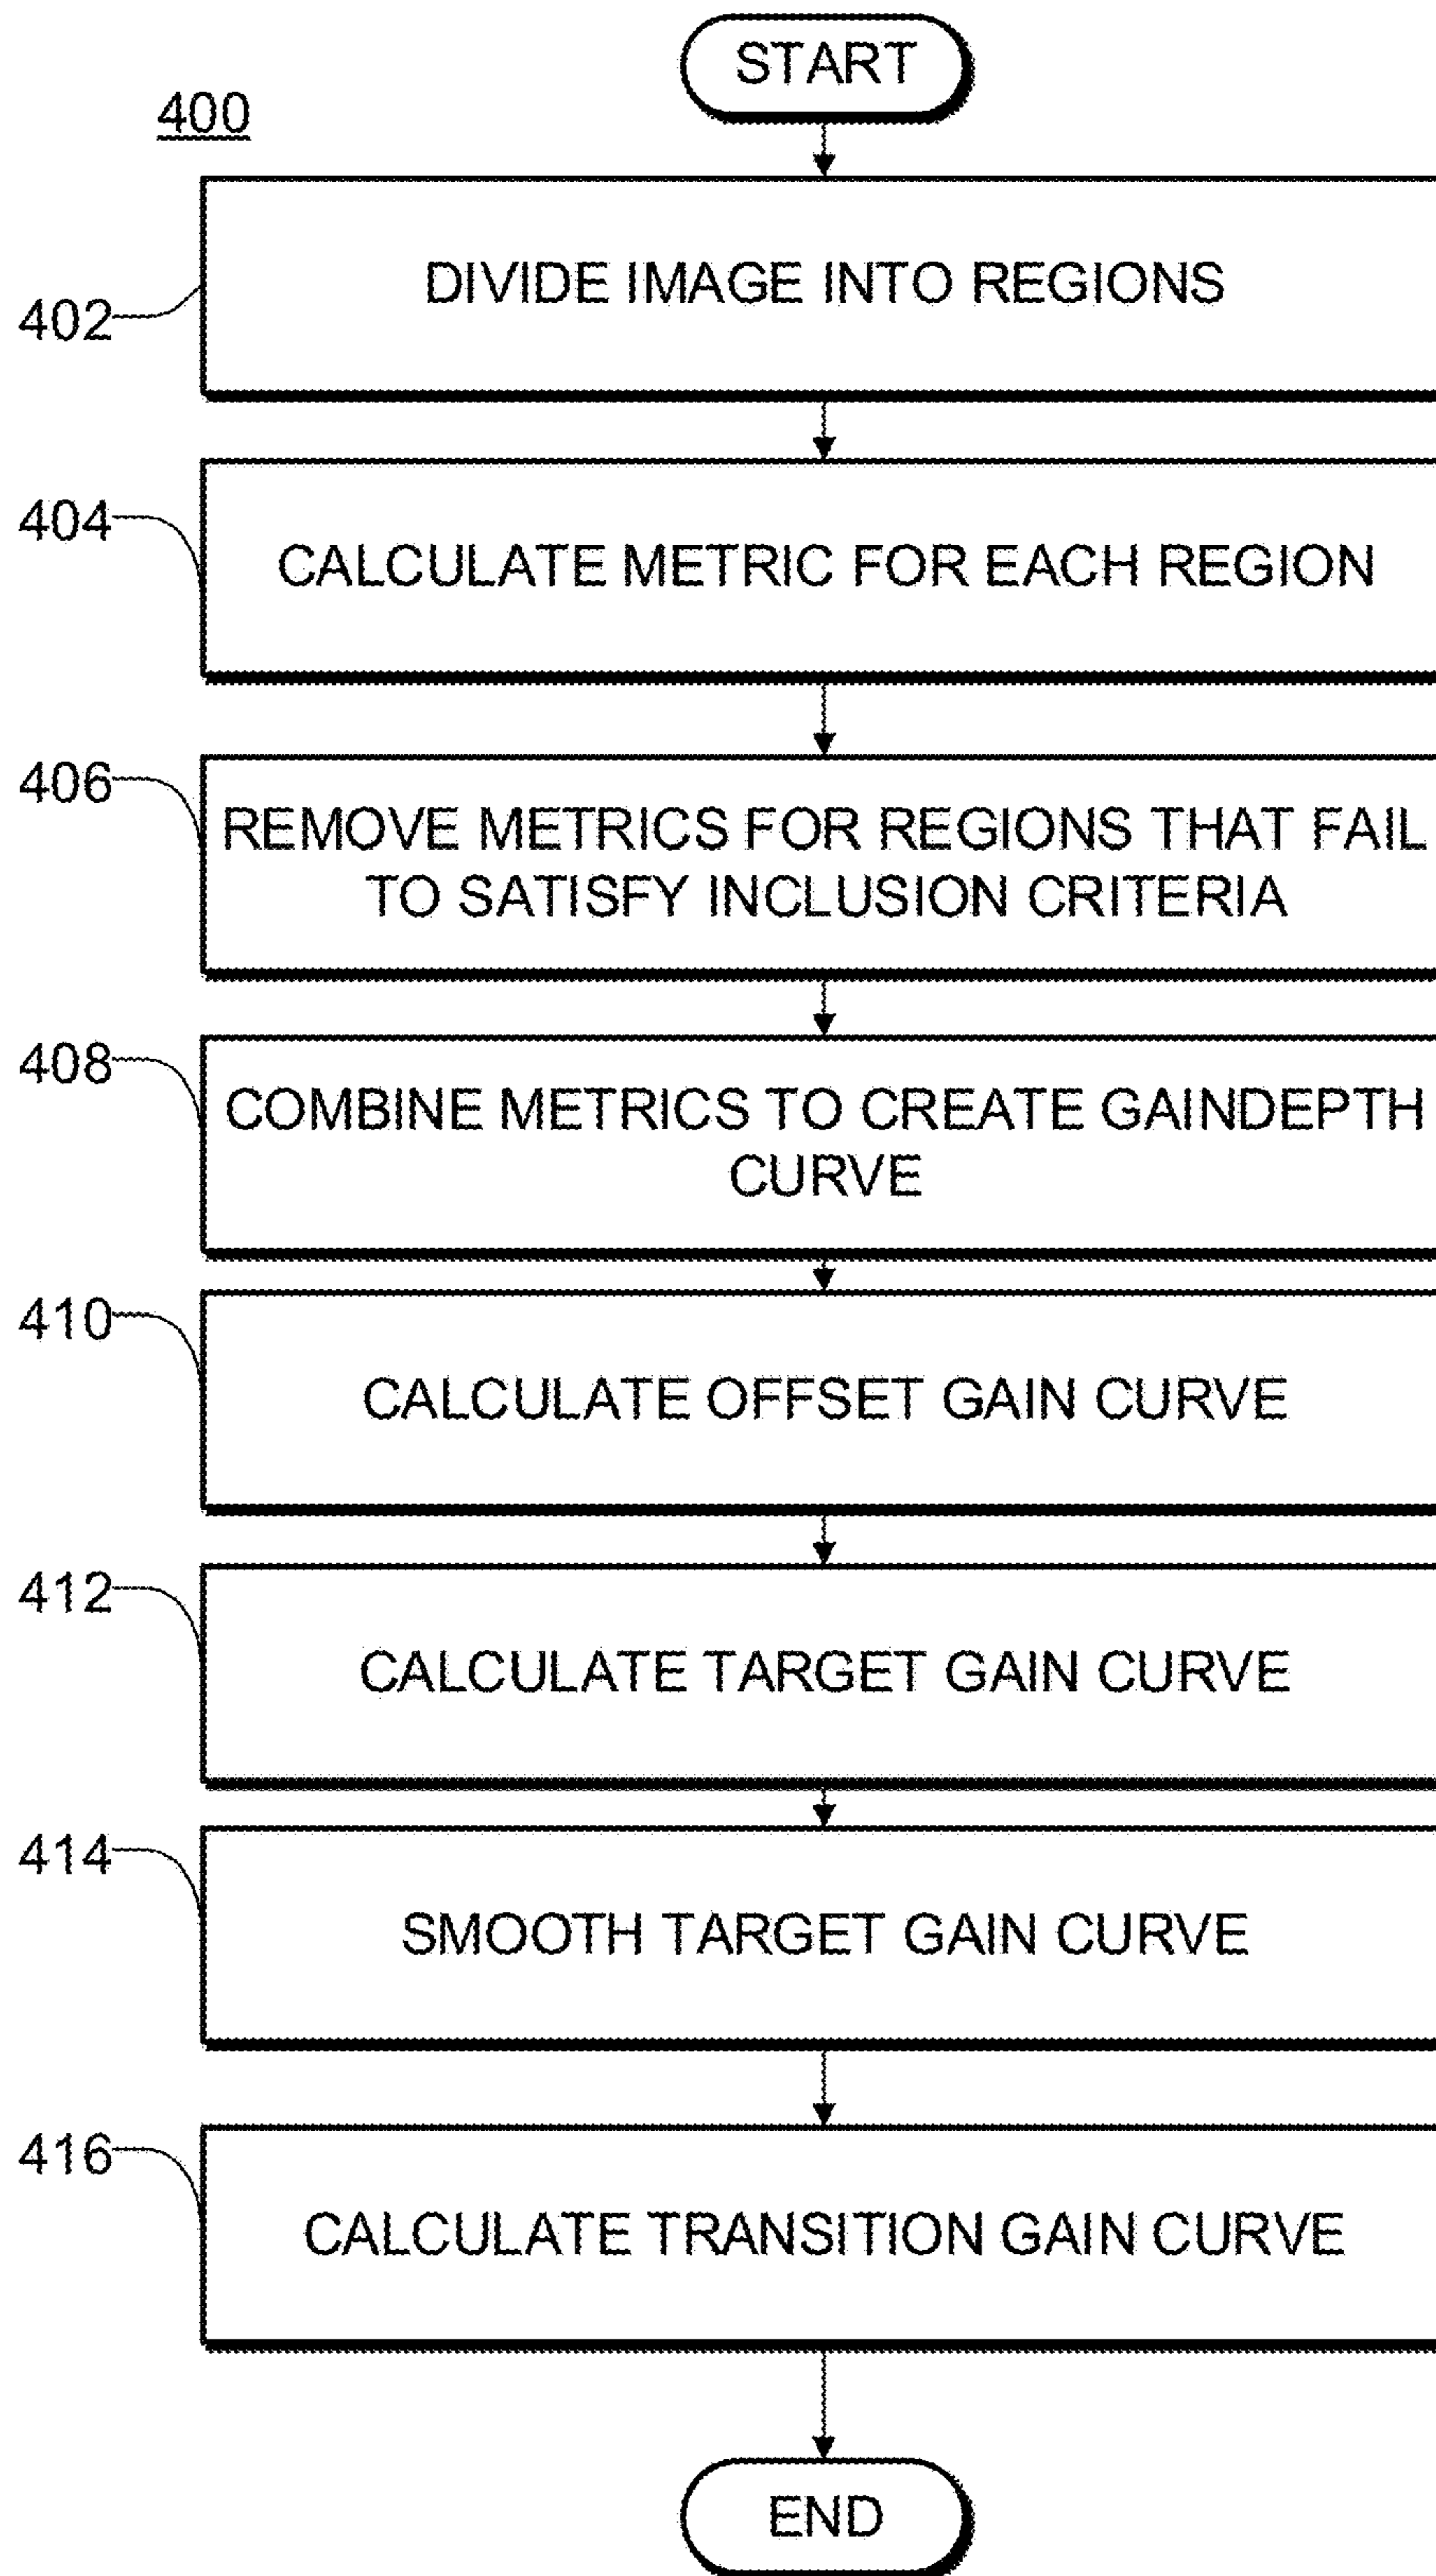 START
400
DIVIDE IMAGE INTO REGIONS
402
404
CALCULATE METRIC FOR EACH REGION
406
REMOVE METRICS FOR REGIONS THAT FAIL
TO SATISFY INCLUSION CRITERIA
408
COMBINE METRICS TO CREATE GAINDEPTH
CURVE
410
CALCULATE OFFSET GAIN CURVE
412
CALCULATE TARGET GAIN CURVE
414
SMOOTH TARGET GAIN CURVE
416
CALCULATE TRANSITION GAIN CURVE
END